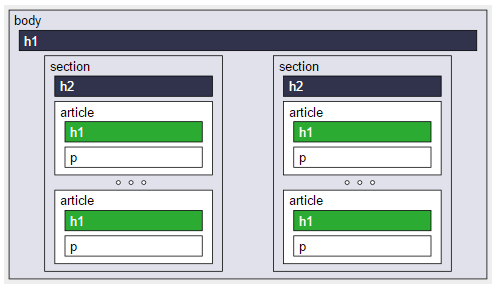 body
h1
section
h2
article
h1
p
article
h1
p
section
h2
article
h1
p
article
h1
p